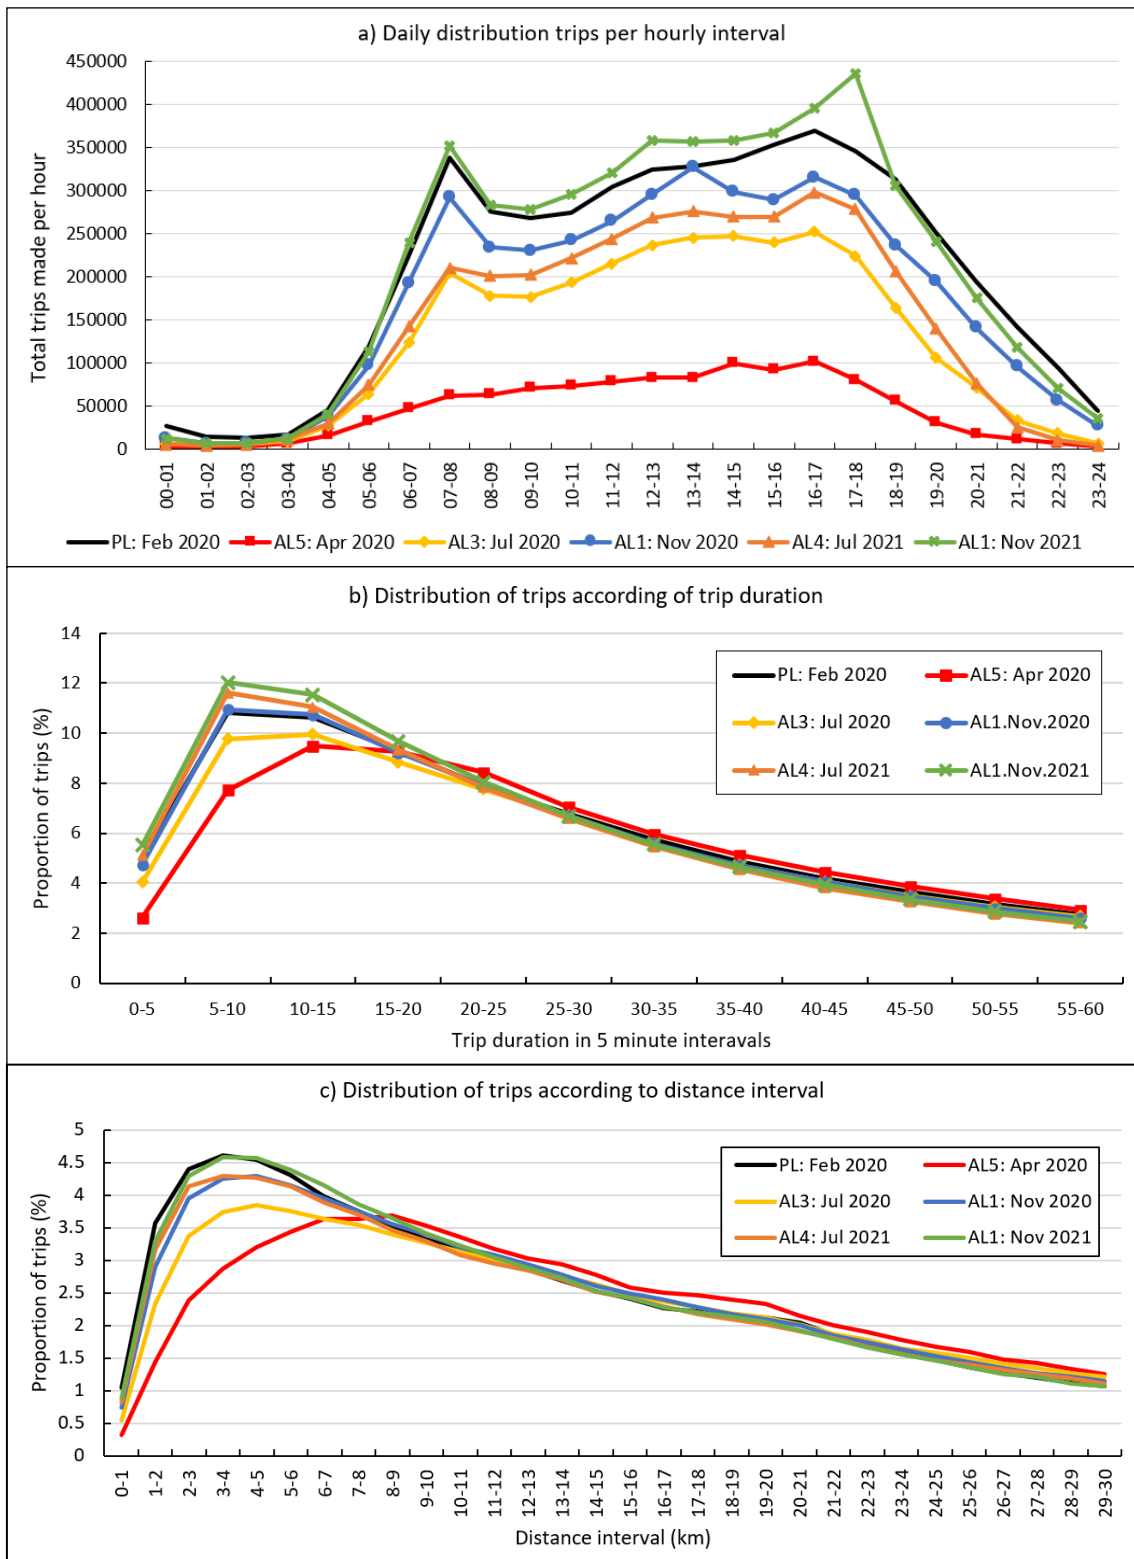 a) Daily distribution trips per hourly interval
Total trips made per hour
450000
400000
350000
300000
250000
200000
150000
100000
50000
0
00-01 01-02 02-03 03-04 04-05 05-06 06-07 07-08 08-09 09-10 10-11 11-12 12-13 13-14 14-15 15-16 16-17 17-18 18-19 19-20 20-21 21-22 22-23 23-24
PL: Feb 2020 AL5: Apr 2020 AL3: Jul 2020 AL1: Nov 2020 AL4: Jul 2021 AL1: Nov 2021
b) Distribution of trips according of trip duration
Proportion of trips (%)
14
12
10
8
6
4
2
0
PL: Feb 2020 AL5: Apr 2020
AL3: Jul 2020 AL1.Nov.2020
AL4: Jul 2021 AL1.Nov.2021
0-5 5-10 10-15 15-20 20-25 25-30 30-35 35-40 40-45 45-50 50-55 55-60
Trip duration in 5 minute interavals
c) Distribution of trips according to distance interval
Proportion of trips (%)
5
4.5
4
3.5
3
2.5
2
1.5
1
0.5
0
PL: Feb 2020 AL5: Apr 2020
AL3: Jul 2020 AL1: Nov 2020
AL4: Jul 2021 AL1: Nov 2021
0-1 1-2 2-3 3-4 4-5 5-6 6-7 7-8 8-9 9-10 10-11 11-12 12-13 13-14 14-15 15-16 16-17 17-18 18-19 19-20 20-21 21-22 22-23 23-24 24-25 25-26 26-27 27-28 28-29 29-30
Distance interval (km)